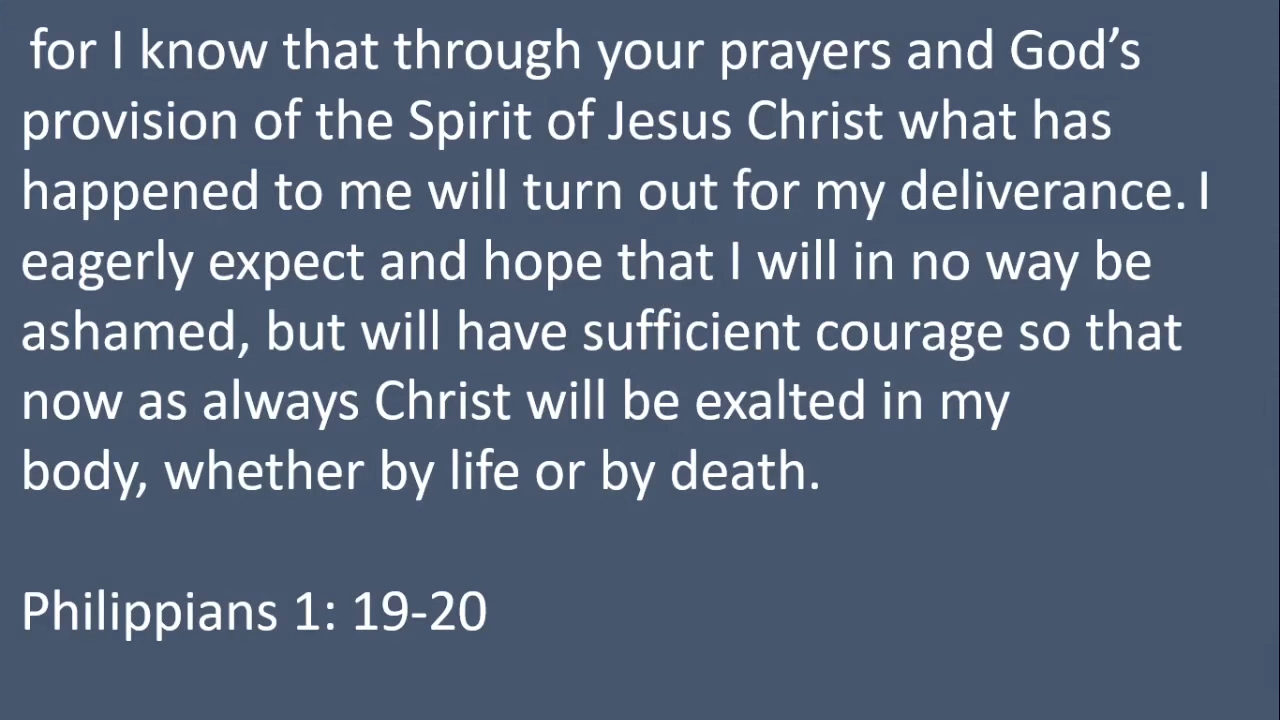 for I know that through your prayers and God’s
provision of the Spirit of Jesus Christ what has
happened to me will turn out for my deliverance. I
eagerly expect and hope that I will in no way be
ashamed, but will have sufficient courage so that
now as always Christ will be exalted in my
body, whether by life or by death.
Philippians 1: 19-20